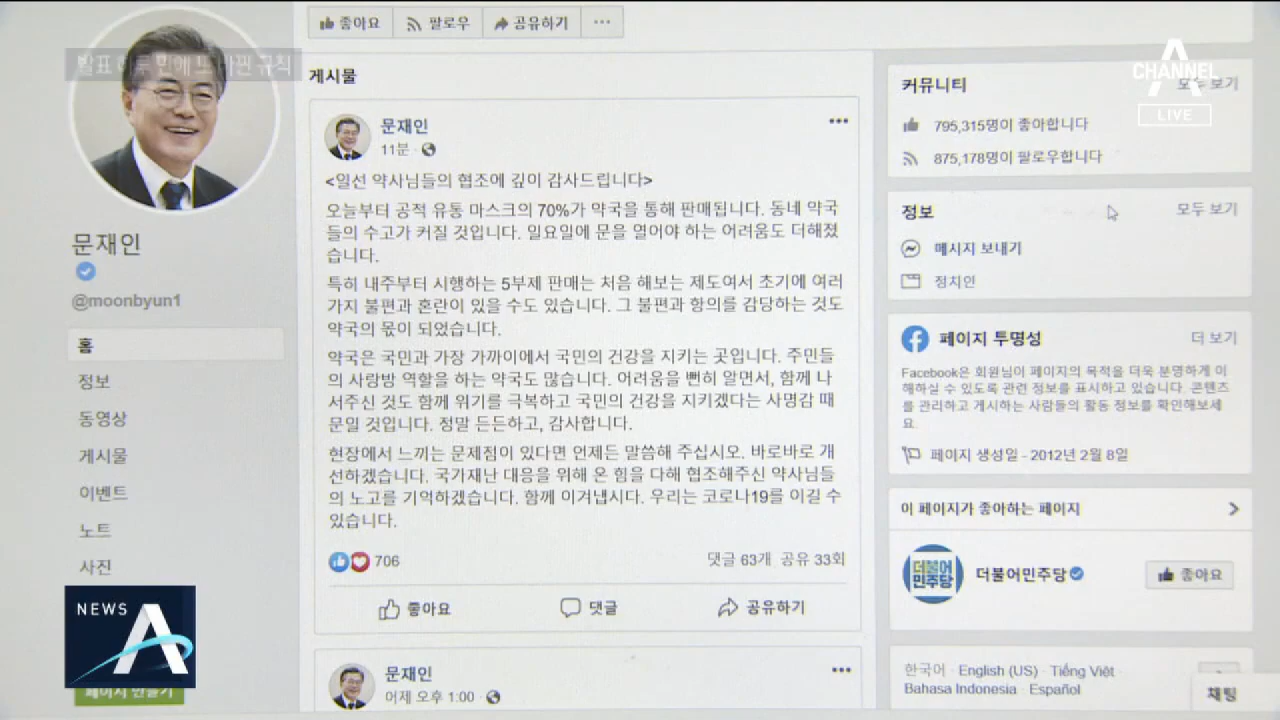 좋아요 팔로우 공유하기 ...
게시물
문재인
11분
<일선 약사님들의 협조에 깊이 감사드립니다>
오늘부터 공적 유통 마스크의 70%가 약국을 통해 판매됩니다. 동네 약국
들의 수고가 커질 것입니다. 일요일에 문을 열어야 하는 어려움도 더해졌
습니다.
특히 내주부터 시행하는 5부제 판매는 처음 해보는 제도여서 초기에 여러
가지 불편과 혼란이 있을 수도 있습니다. 그 불편과 항의를 감당하는 것도
약국의 몫이 되었습니다.
약국은 국민과 가장 가까이에서 국민의 건강을 지키는 곳입니다. 주민들
의 사랑방 역할을 하는 약국도 많습니다. 어려움을 뻔히 알면서, 함께 나
서주신 것도 함께 위기를 극복하고 국민의 건강을 지키겠다는 사명감 때
문일 것입니다. 정말 든든하고, 감사합니다.
현장에서 느끼는 문제점이 있다면 언제든 말씀해 주십시오. 바로바로 개
선하겠습니다. 국가재난 대응을 위해 온 힘을 다해 협조해주신 약사님들
의 노고를 기억하겠습니다. 함께 이겨냅시다. 우리는 코로나19를 이길 수
있습니다.
706
댓글 63개 공유 33회
좋아요 댓글 공유하기
문재인
어제 오후 1:00
문재인
@moonbyun1
홈
정보
동영상
게시물
이벤트
노트
사진
NEWS A
페이지 만들기
커뮤니티
모두 보기
795,315명이 좋아합니다
875,178명이 팔로우합니다
정보
모두 보기
메시지 보내기
정치인
페이지 투명성
더 보기
Facebook은 회원님이 페이지의 목적을 더욱 분명하게 이
해하실 수 있도록 관련 정보를 표시하고 있습니다. 콘텐츠
를 관리하고 게시하는 사람들의 활동 정보를 확인해보세
요.
페이지 생성일 - 2012년 2월 8일
이 페이지가 좋아하는 페이지
더불어
민주당
더불어민주당
좋아요
한국어 · English (US) · Tiếng Việt ·
Bahasa Indonesia · Español
채팅
CHANNEL A
LIVE